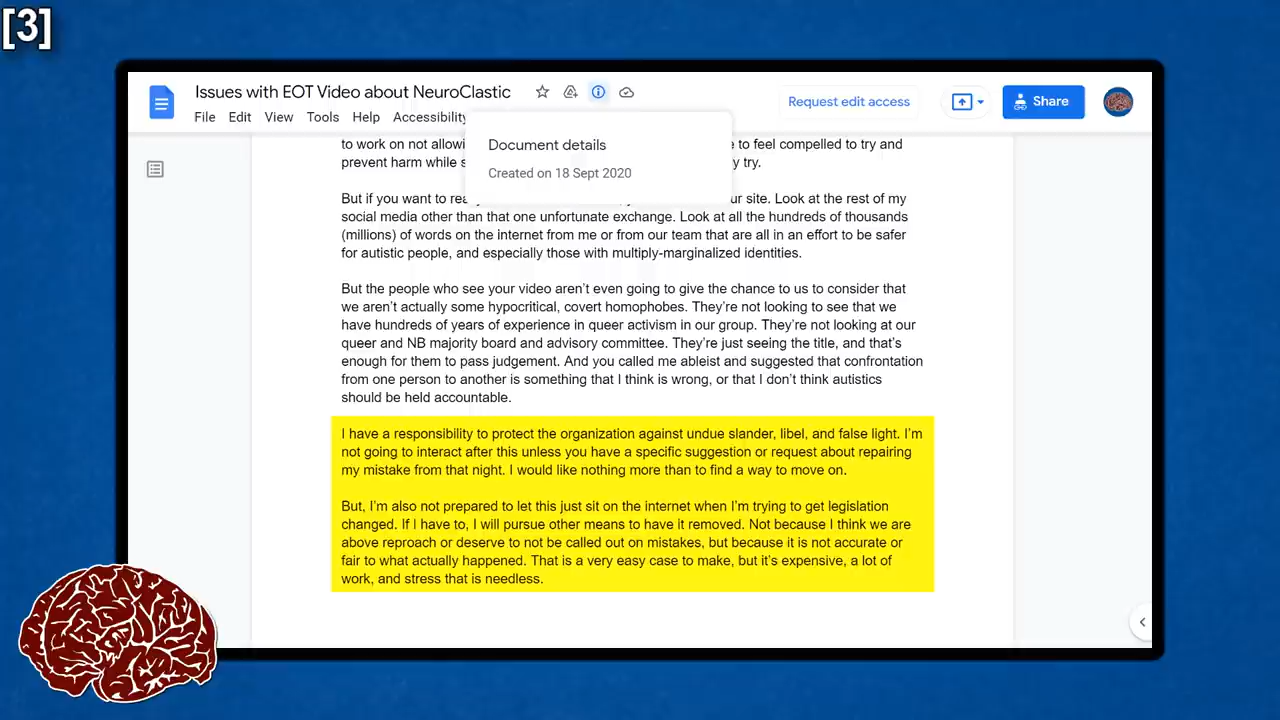 [3]
Issues with EOT Video about NeuroClastic
File Edit View Tools Help Accessibility
Request edit access
Share
Document details
Created on 18 Sept 2020
to work on not allowi e to feel compelled to try and
prevent harm while s y try.
But if you want to rea ur site. Look at the rest of my
social media other than that one unfortunate exchange. Look at all the hundreds of thousands
(millions) of words on the internet from me or from our team that are all in an effort to be safer
for autistic people, and especially those with multiply-marginalized identities.
But the people who see your video aren’t even going to give the chance to us to consider that
we aren’t actually some hypocritical, covert homophobes. They’re not looking to see that we
have hundreds of years of experience in queer activism in our group. They’re not looking at our
queer and NB majority board and advisory committee. They’re just seeing the title, and that’s
enough for them to pass judgement. And you called me ableist and suggested that confrontation
from one person to another is something that I think is wrong, or that I don’t think autistics
should be held accountable.
I have a responsibility to protect the organization against undue slander, libel, and false light. I’m
not going to interact after this unless you have a specific suggestion or request about repairing
my mistake from that night. I would like nothing more than to find a way to move on.
But, I’m also not prepared to let this just sit on the internet when I’m trying to get legislation
changed. If I have to, I will pursue other means to have it removed. Not because I think we are
above reproach or deserve to not be called out on mistakes, but because it is not accurate or
fair to what actually happened. That is a very easy case to make, but it’s expensive, a lot of
work, and stress that is needless.